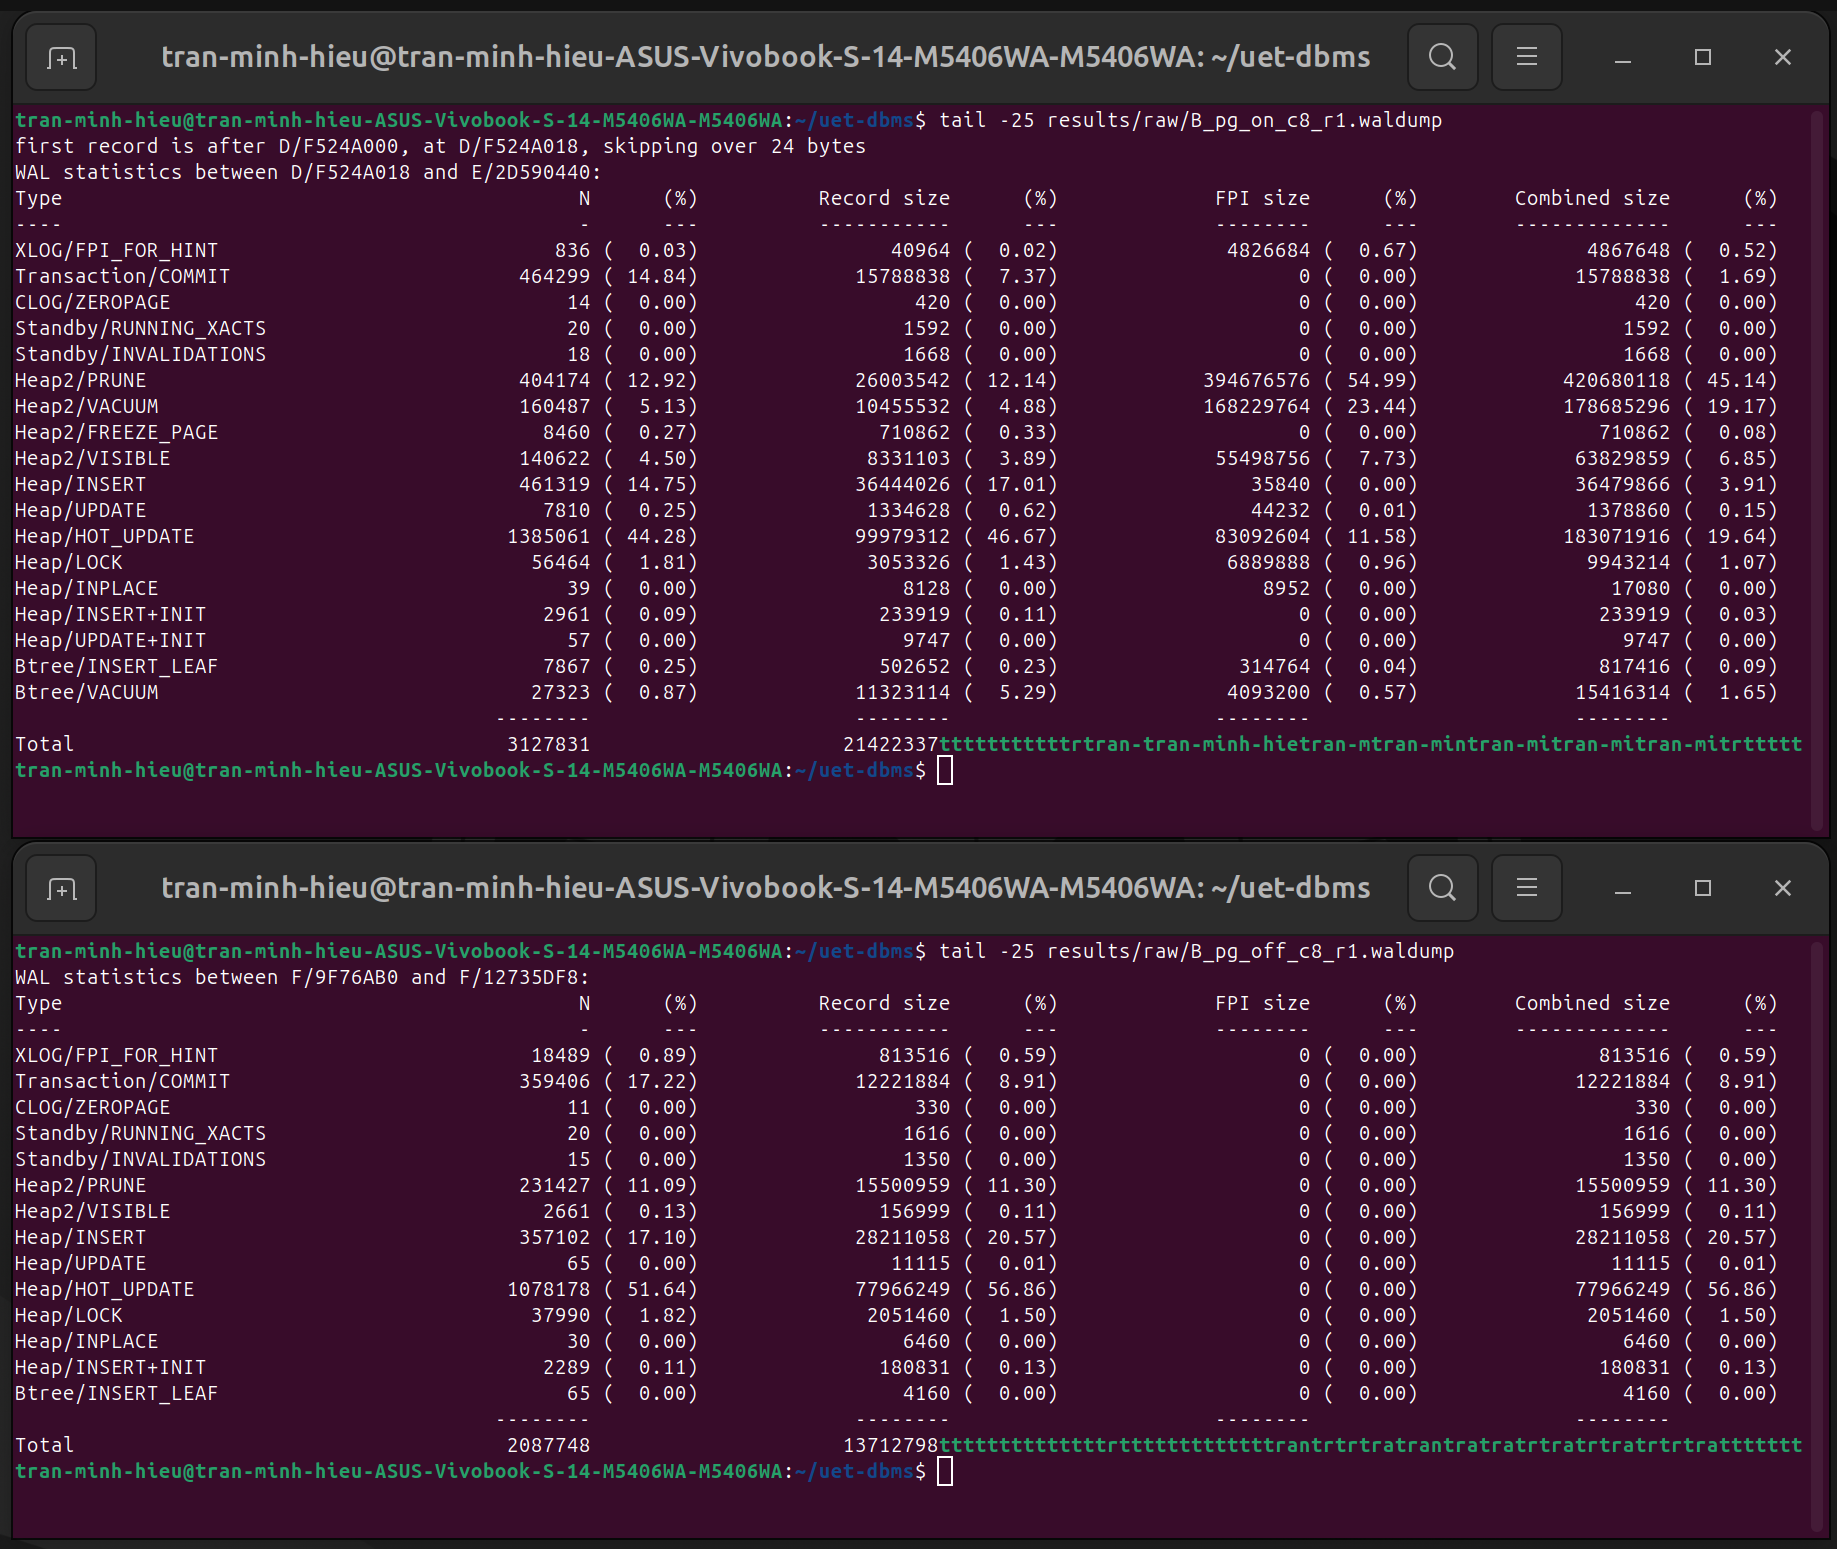 tran-minh-hieu@tran-minh-hieu-ASUS-Vivobook-S-14-M5406WA-M5406WA: ~/uet-dbms
tran-minh-hieu@tran-minh-hieu-ASUS-Vivobook-S-14-M5406WA-M5406WA:~/uet-dbms$ tail -25 results/raw/B_pg_on_c8_r1.waldump
first record is after D/F524A000, at D/F524A018, skipping over 24 bytes
WAL statistics between D/F524A018 and E/2D590440:
Type N (%) Record size (%) FPI size (%) Combined size (%)
---- - --- ----------- --- -------- --- ------------- ---
XLOG/FPI_FOR_HINT 836 ( 0.03) 40964 ( 0.02) 4826684 ( 0.67) 4867648 ( 0.52)
Transaction/COMMIT 464299 ( 14.84) 15788838 ( 7.37) 0 ( 0.00) 15788838 ( 1.69)
CLOG/ZEROPAGE 14 ( 0.00) 420 ( 0.00) 0 ( 0.00) 420 ( 0.00)
Standby/RUNNING_XACTS 20 ( 0.00) 1592 ( 0.00) 0 ( 0.00) 1592 ( 0.00)
Standby/INVALIDATIONS 18 ( 0.00) 1668 ( 0.00) 0 ( 0.00) 1668 ( 0.00)
Heap2/PRUNE 404174 ( 12.92) 26003542 ( 12.14) 394676576 ( 54.99) 420680118 ( 45.14)
Heap2/VACUUM 160487 ( 5.13) 10455532 ( 4.88) 168229764 ( 23.44) 178685296 ( 19.17)
Heap2/FREEZE_PAGE 8460 ( 0.27) 710862 ( 0.33) 0 ( 0.00) 710862 ( 0.08)
Heap2/VISIBLE 140622 ( 4.50) 8331103 ( 3.89) 55498756 ( 7.73) 63829859 ( 6.85)
Heap/INSERT 461319 ( 14.75) 36444026 ( 17.01) 35840 ( 0.00) 36479866 ( 3.91)
Heap/UPDATE 7810 ( 0.25) 1334628 ( 0.62) 44232 ( 0.01) 1378860 ( 0.15)
Heap/HOT_UPDATE 1385061 ( 44.28) 99979312 ( 46.67) 83092604 ( 11.58) 183071916 ( 19.64)
Heap/LOCK 56464 ( 1.81) 3053326 ( 1.43) 6889888 ( 0.96) 9943214 ( 1.07)
Heap/INPLACE 39 ( 0.00) 8128 ( 0.00) 8952 ( 0.00) 17080 ( 0.00)
Heap/INSERT+INIT 2961 ( 0.09) 233919 ( 0.11) 0 ( 0.00) 233919 ( 0.03)
Heap/UPDATE+INIT 57 ( 0.00) 9747 ( 0.00) 0 ( 0.00) 9747 ( 0.00)
Btree/INSERT_LEAF 7867 ( 0.25) 502652 ( 0.23) 314764 ( 0.04) 817416 ( 0.09)
Btree/VACUUM 27323 ( 0.87) 11323114 ( 5.29) 4093200 ( 0.57) 15416314 ( 1.65)
-------- -------- -------- --------
Total 3127831 21422337tttttttttttrtran-tran-minh-hietran-mtran-mintran-mitran-mitran-mitrttttt
tran-minh-hieu@tran-minh-hieu-ASUS-Vivobook-S-14-M5406WA-M5406WA:~/uet-dbms$
tran-minh-hieu@tran-minh-hieu-ASUS-Vivobook-S-14-M5406WA-M5406WA: ~/uet-dbms
tran-minh-hieu@tran-minh-hieu-ASUS-Vivobook-S-14-M5406WA-M5406WA:~/uet-dbms$ tail -25 results/raw/B_pg_off_c8_r1.waldump
WAL statistics between F/9F76AB0 and F/12735DF8:
Type N (%) Record size (%) FPI size (%) Combined size (%)
---- - --- ----------- --- -------- --- ------------- ---
XLOG/FPI_FOR_HINT 18489 ( 0.89) 813516 ( 0.59) 0 ( 0.00) 813516 ( 0.59)
Transaction/COMMIT 359406 ( 17.22) 12221884 ( 8.91) 0 ( 0.00) 12221884 ( 8.91)
CLOG/ZEROPAGE 11 ( 0.00) 330 ( 0.00) 0 ( 0.00) 330 ( 0.00)
Standby/RUNNING_XACTS 20 ( 0.00) 1616 ( 0.00) 0 ( 0.00) 1616 ( 0.00)
Standby/INVALIDATIONS 15 ( 0.00) 1350 ( 0.00) 0 ( 0.00) 1350 ( 0.00)
Heap2/PRUNE 231427 ( 11.09) 15500959 ( 11.30) 0 ( 0.00) 15500959 ( 11.30)
Heap2/VISIBLE 2661 ( 0.13) 156999 ( 0.11) 0 ( 0.00) 156999 ( 0.11)
Heap/INSERT 357102 ( 17.10) 28211058 ( 20.57) 0 ( 0.00) 28211058 ( 20.57)
Heap/UPDATE 65 ( 0.00) 11115 ( 0.01) 0 ( 0.00) 11115 ( 0.01)
Heap/HOT_UPDATE 1078178 ( 51.64) 77966249 ( 56.86) 0 ( 0.00) 77966249 ( 56.86)
Heap/LOCK 37990 ( 1.82) 2051460 ( 1.50) 0 ( 0.00) 2051460 ( 1.50)
Heap/INPLACE 30 ( 0.00) 6460 ( 0.00) 0 ( 0.00) 6460 ( 0.00)
Heap/INSERT+INIT 2289 ( 0.11) 180831 ( 0.13) 0 ( 0.00) 180831 ( 0.13)
Btree/INSERT_LEAF 65 ( 0.00) 4160 ( 0.00) 0 ( 0.00) 4160 ( 0.00)
-------- -------- -------- --------
Total 2087748 13712798ttttttttttttttrtttttttttttttrantrtrtratrantratratrtratrtratrtrtratttttt
tran-minh-hieu@tran-minh-hieu-ASUS-Vivobook-S-14-M5406WA-M5406WA:~/uet-dbms$